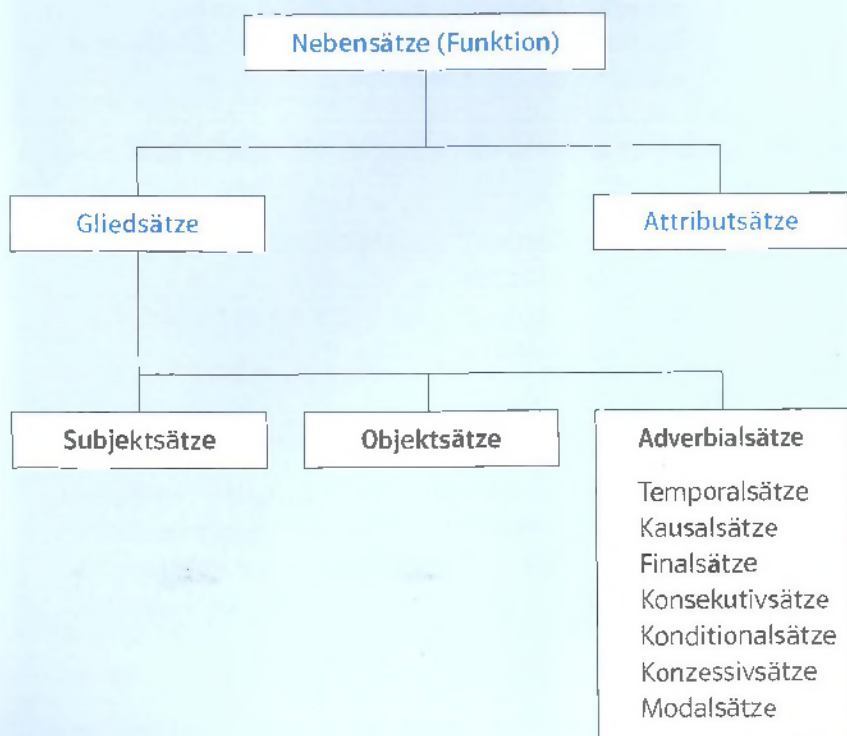 Nebensätze (Funktion)
Gliedsätze
Attributsätze
Subjektsätze
Objektsätze
Adverbialsätze
Temporalsätze
Kausalsätze
Finalsätze
Konsekutivsätze
Konditionalsätze
Konzessivsätze
Modalsätze